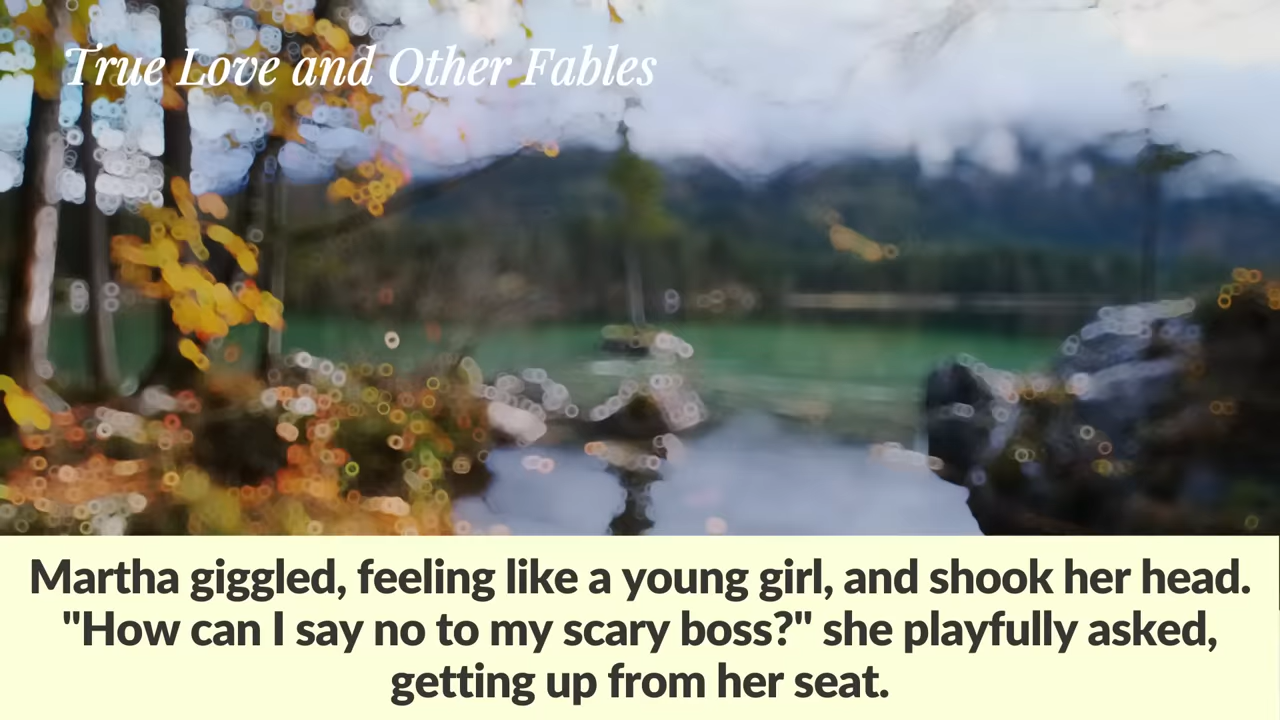 True Love and Other Fables
Martha giggled, feeling like a young girl, and shook her head.
"How can I say no to my scary boss?" she playfully asked,
getting up from her seat.